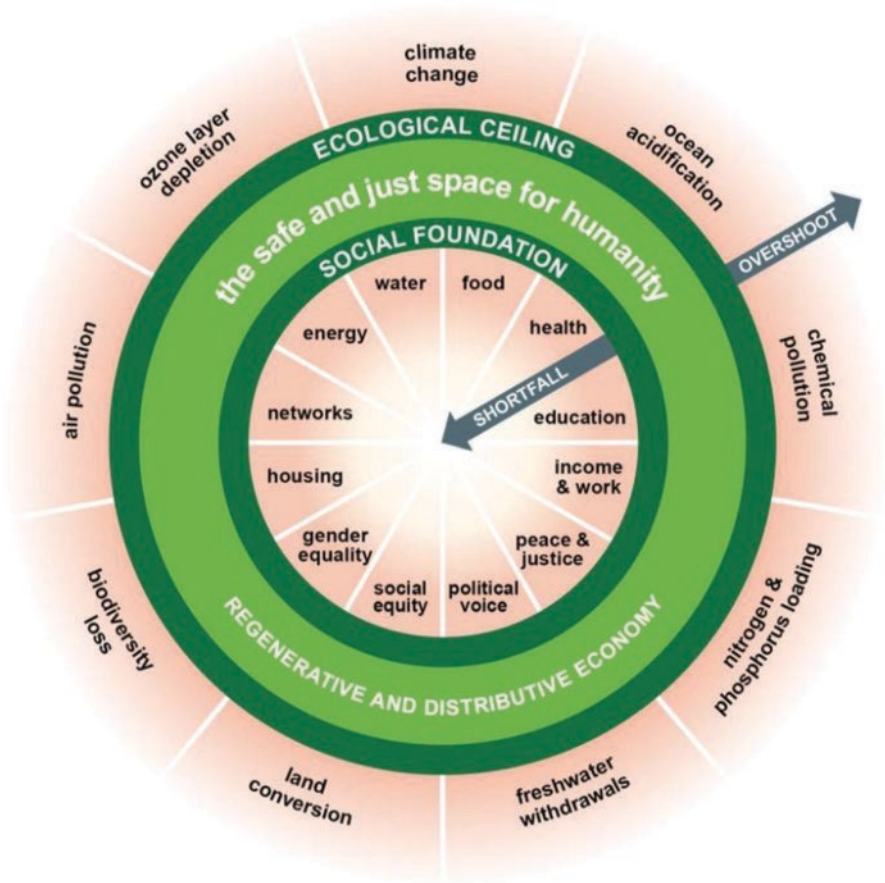 climate
change
ocean
acidification
chemical
pollution
nitrogen &
phosphorus loading
freshwater
withdrawals
land
conversion
biodiversity
loss
air pollution
ozone layer
depletion
OVERSHOOT
ECOLOGICAL CEILING
the safe and just space for humanity
SOCIAL FOUNDATION
water
food
health
SHORTFALL
education
income
& work
peace &
justice
political
voice
social
equity
gender
equality
housing
networks
energy
REGENERATIVE AND DISTRIBUTIVE ECONOMY